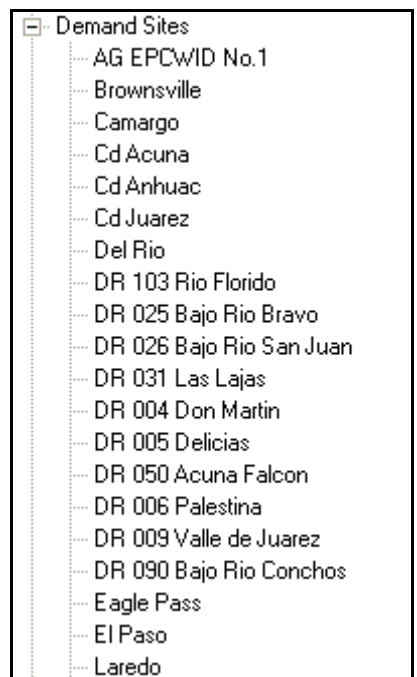 Demand Sites
AG EPCWID No.1
Brownsville
Camargo
Cd Acuna
Cd Anhuac
Cd Juarez
Del Rio
DR 103 Rio Florido
DR 025 Bajo Rio Bravo
DR 026 Bajo Rio San Juan
DR 031 Las Lajas
DR 004 Don Martin
DR 005 Delicias
DR 050 Acuna Falcon
DR 006 Palestina
DR 009 Valle de Juarez
DR 090 Bajo Rio Conchos
Eagle Pass
El Paso
Laredo